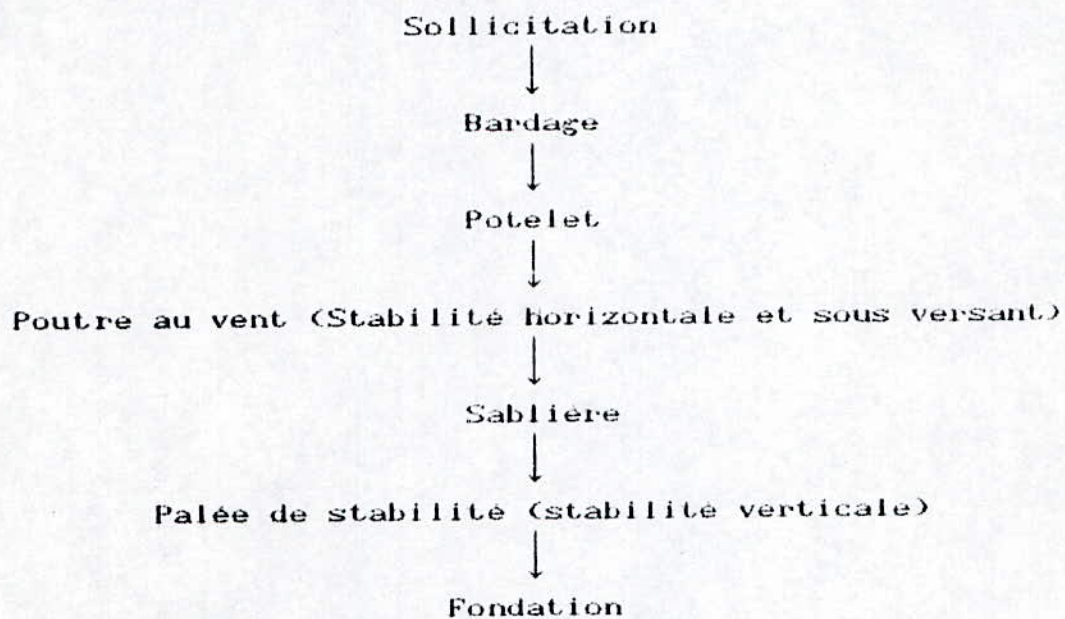 Sollicitation
Bardage
Potelet
Poutre au vent (Stabilité horizontale et sous versant)
Sablière
Palée de stabilité (stabilité verticale)
Fondation